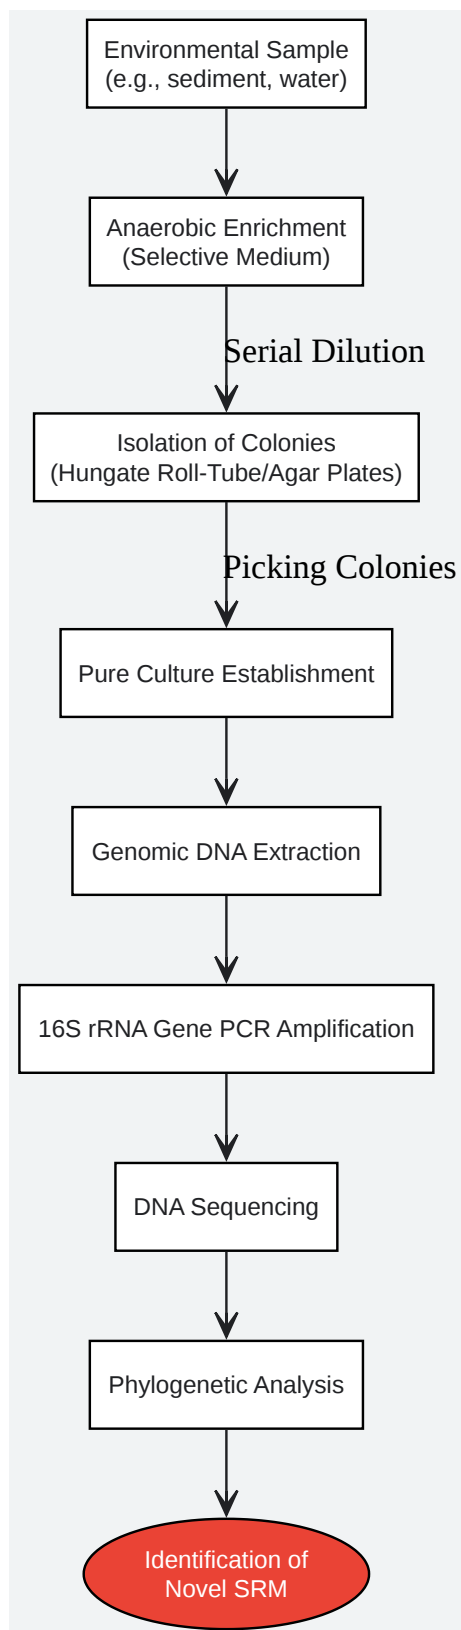 Environmental Sample
(e.g., sediment, water)
Anaerobic Enrichment
(Selective Medium)
Serial Dilution
Isolation of Colonies
(Hungate Roll-Tube/Agar Plates)
Picking Colonies
Pure Culture Establishment
Genomic DNA Extraction
16S rRNA Gene PCR Amplification
DNA Sequencing
Phylogenetic Analysis
Identification of
Novel SRM